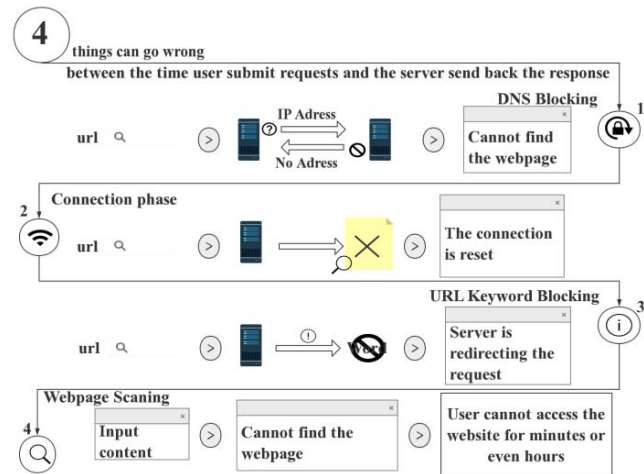 4
things can go wrong
between the time user submit requests and the server send back the response
DNS Blocking
1
url
>
?
IP Adress
No Adress
>
×
Cannot find
the webpage
2
Connection phase
url
>
>
×
The connection
is reset
URL Keyword Blocking
3
url
>
!
Word
>
×
Server is
redirecting the
request
i
Webpage Scaning
4
×
Input
content
>
×
Cannot find the
webpage
>
User cannot access the
website for minutes or
even hours